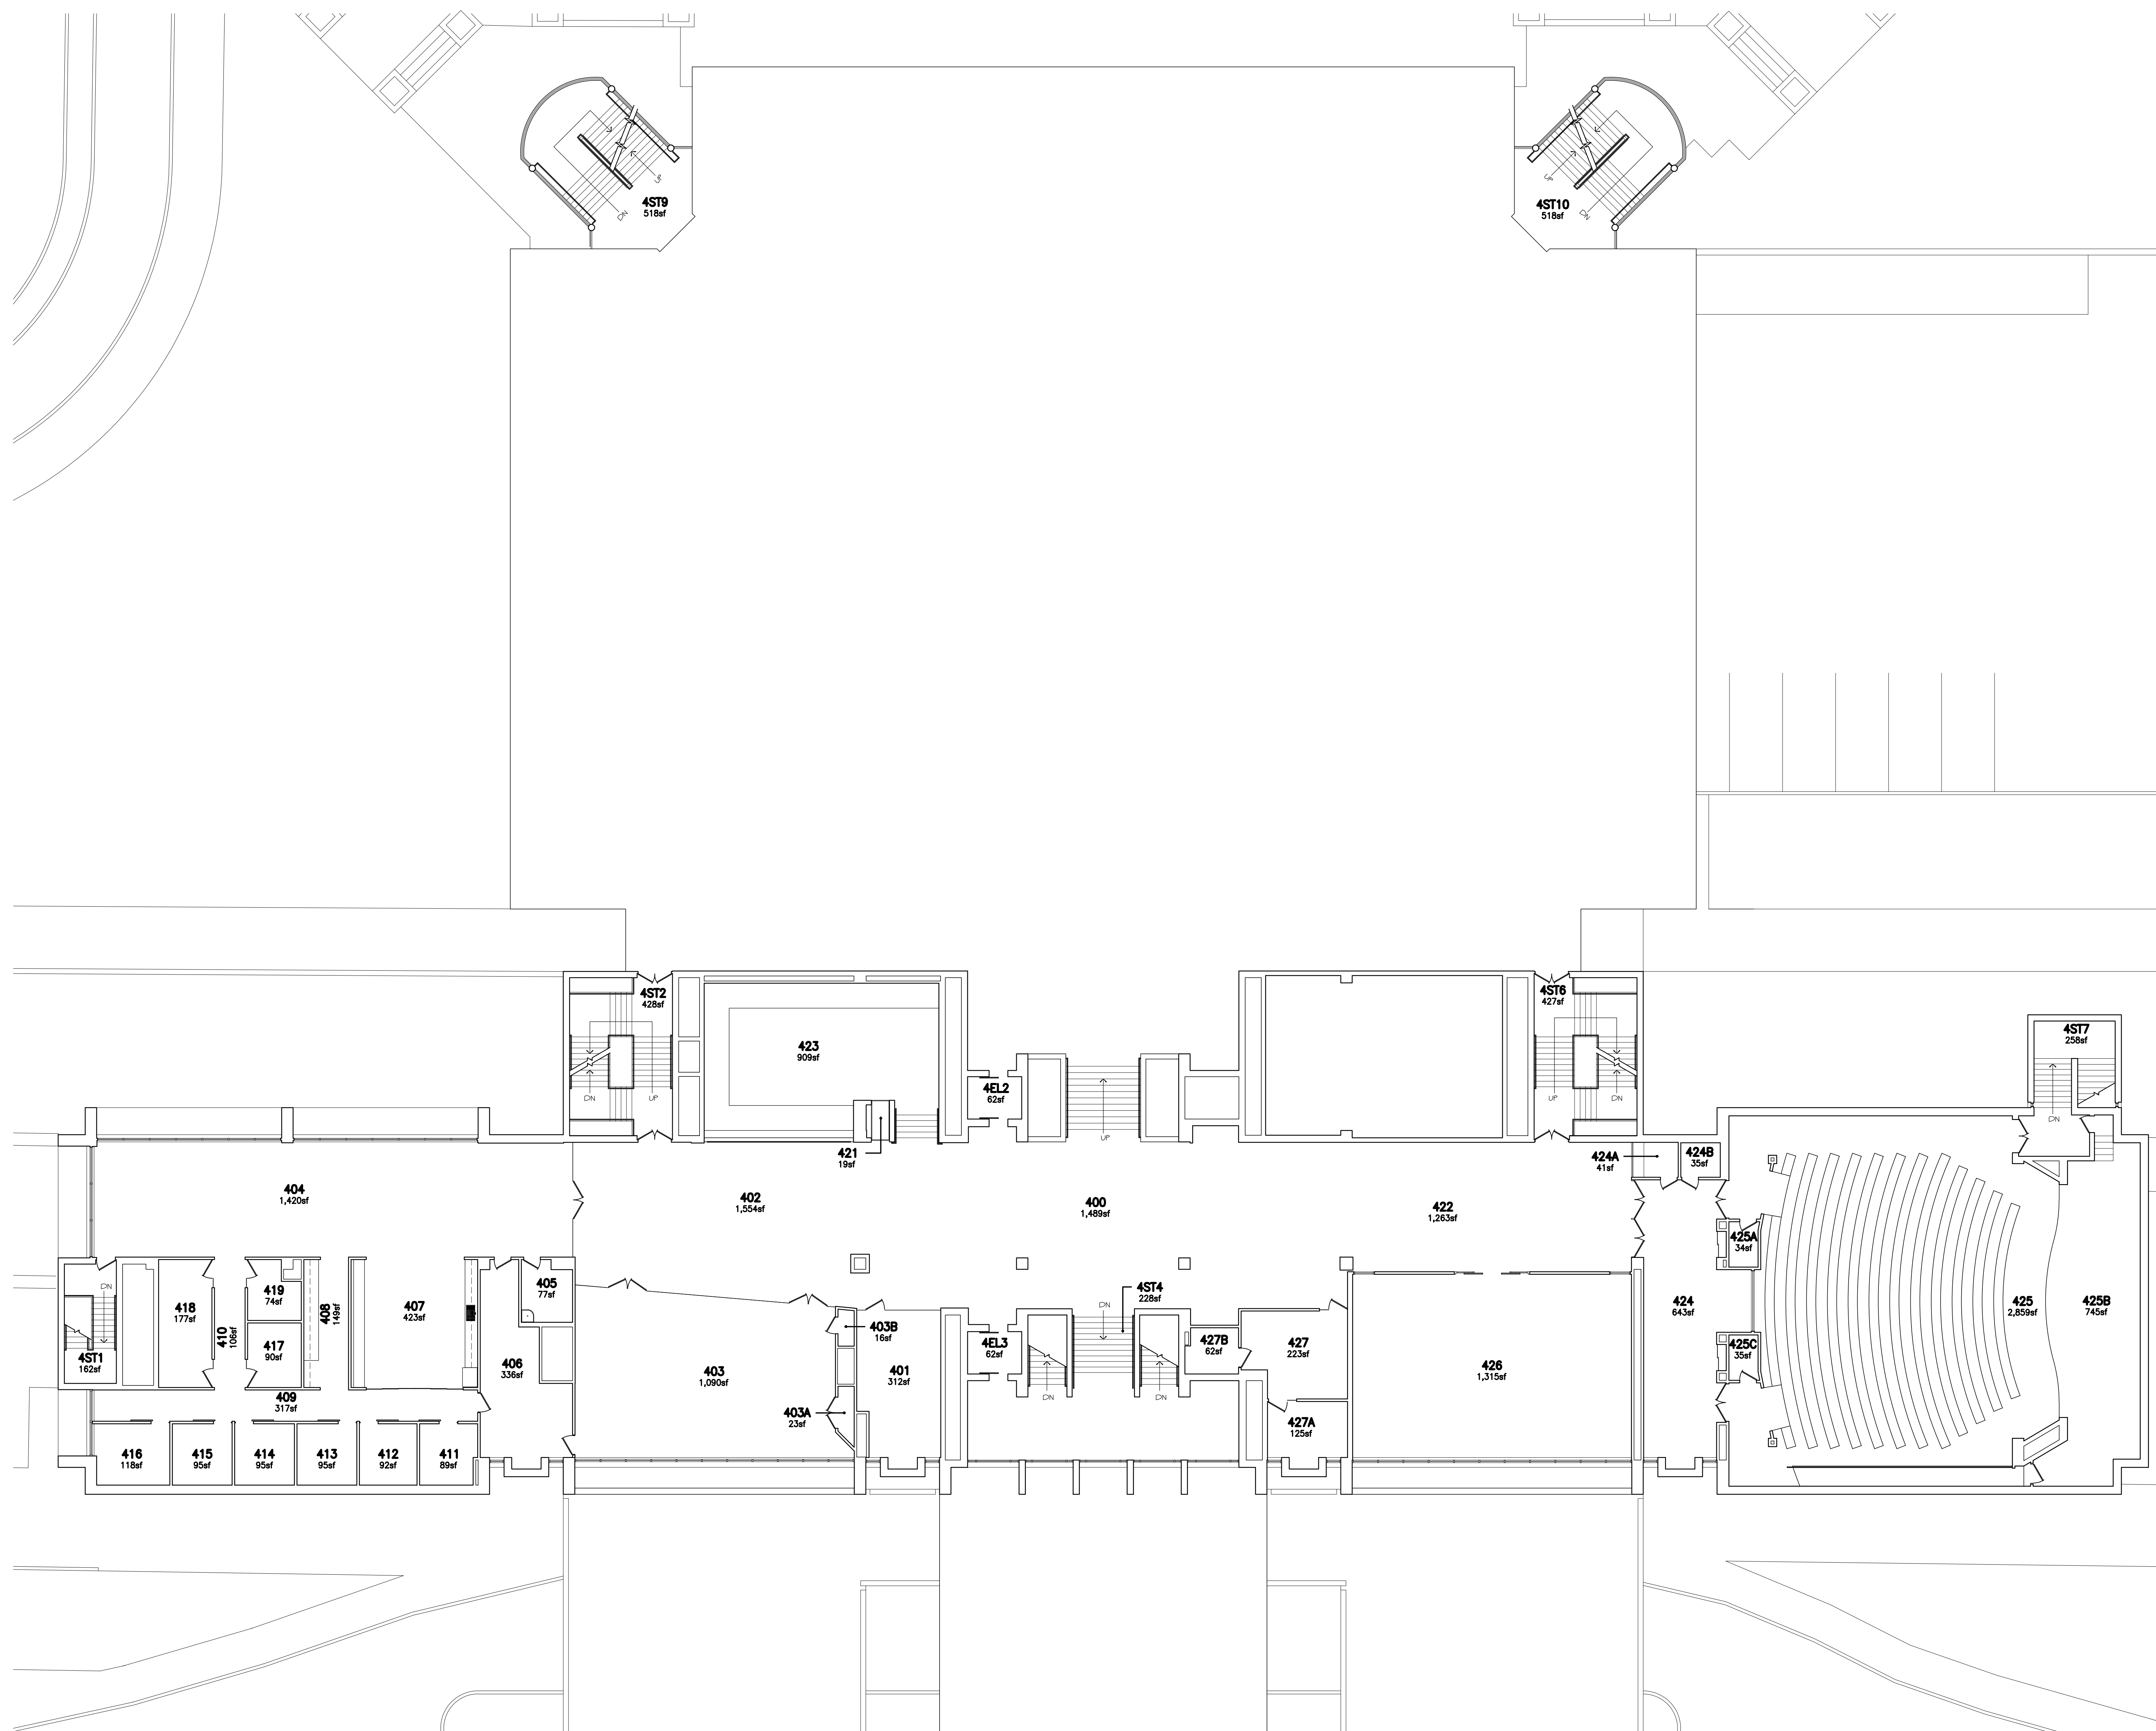 UP
4ST9
518sf
DN
UP
4ST10
518sf
DN
4ST2
428sf
DN
UP
423
909sf
4EL2
62sf
UP
4ST6
427sf
UP
DN
4ST7
258sf
DN
421
19sf
424A
41sf
424B
35sf
404
1,420sf
402
1,554sf
400
1,489sf
422
1,263sf
425A
34sf
DN
4ST1
162sf
418
177sf
410
106sf
419
74sf
417
90sf
408
149sf
407
423sf
405
77sf
406
336sf
409
317sf
403
1,090sf
403B
16sf
403A
23sf
401
312sf
4EL3
62sf
DN
DN
4ST4
228sf
DN
427B
62sf
427
223sf
427A
125sf
426
1,315sf
424
643sf
425C
35sf
425
2,859sf
425B
745sf
416
118sf
415
95sf
414
95sf
413
95sf
412
92sf
411
89sf